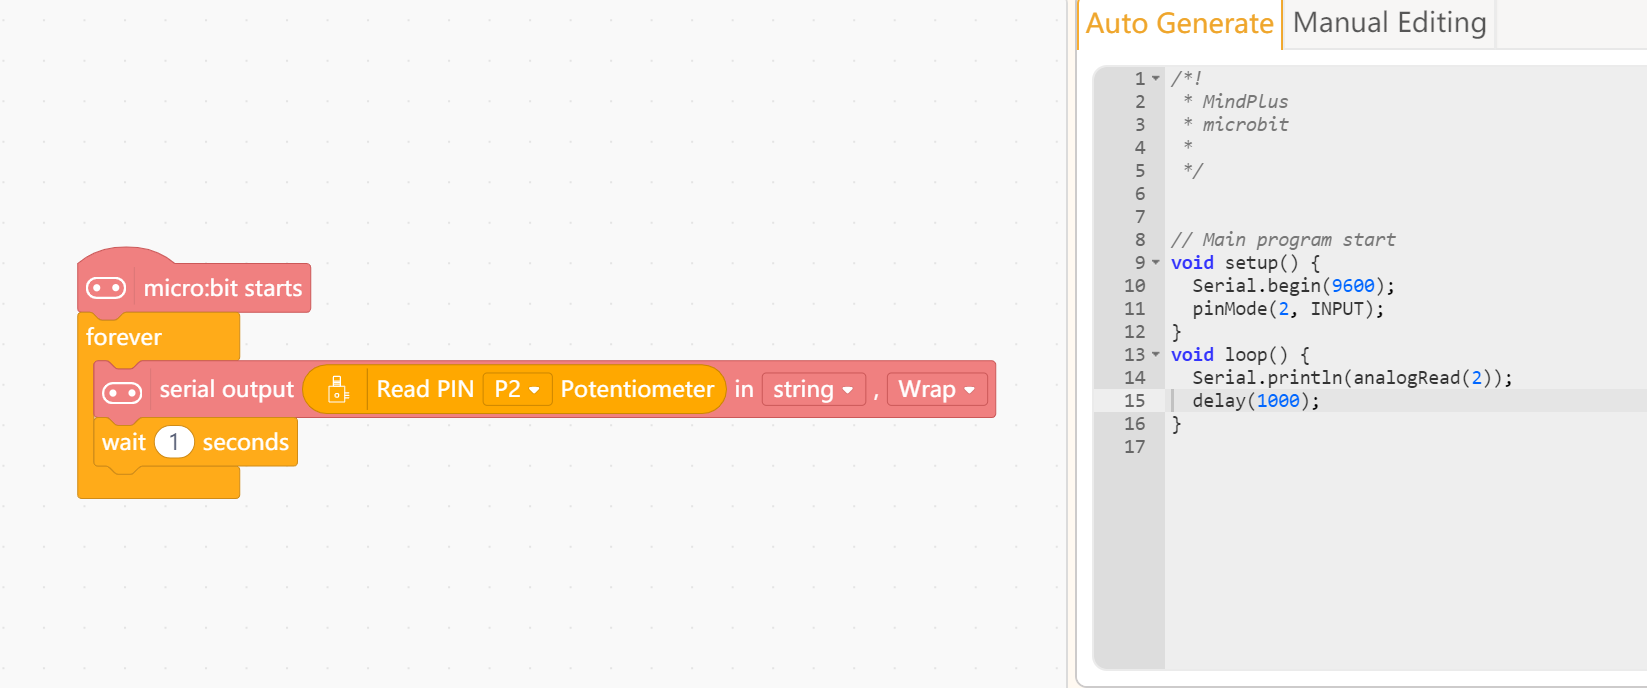 micro:bit starts
forever
serial output Read PIN P2 Potentiometer in string , Wrap
wait 1 seconds
Auto Generate Manual Editing
1 /*!
2 * MindPlus
3 * microbit
4 *
5 */
6
7
8 // Main program start
9 void setup() {
10 Serial.begin(9600);
11 pinMode(2, INPUT);
12 }
13 void loop() {
14 Serial.println(analogRead(2));
15 delay(1000);
16 }
17